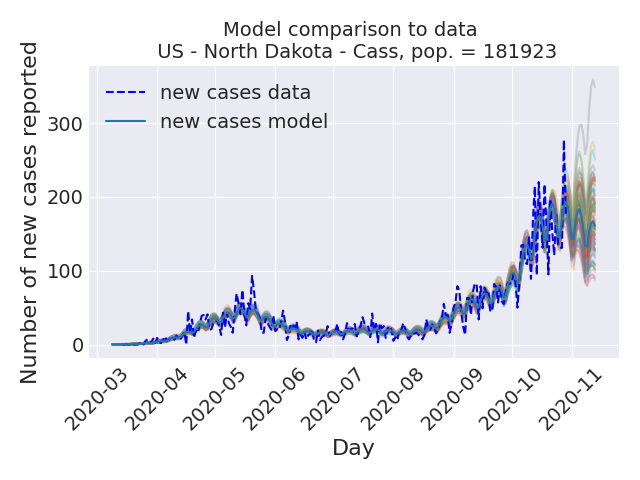 Model comparison to data
US - North Dakota - Cass, pop. = 181923
Number of new cases reported
new cases data
new cases model
300
200
100
0
2020-03
2020-04
2020-05
2020-06
2020-07
2020-08
2020-09
2020-10
2020-11
Day